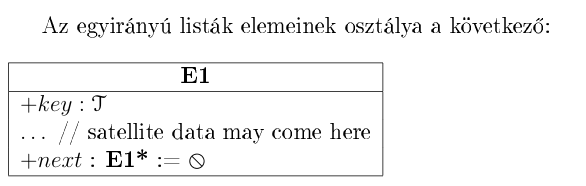 Az egyirányú listák elemeinek osztálya a következő:
E1
+key : 𝒯
... // satellite data may come here
+next : E1* := ⦸